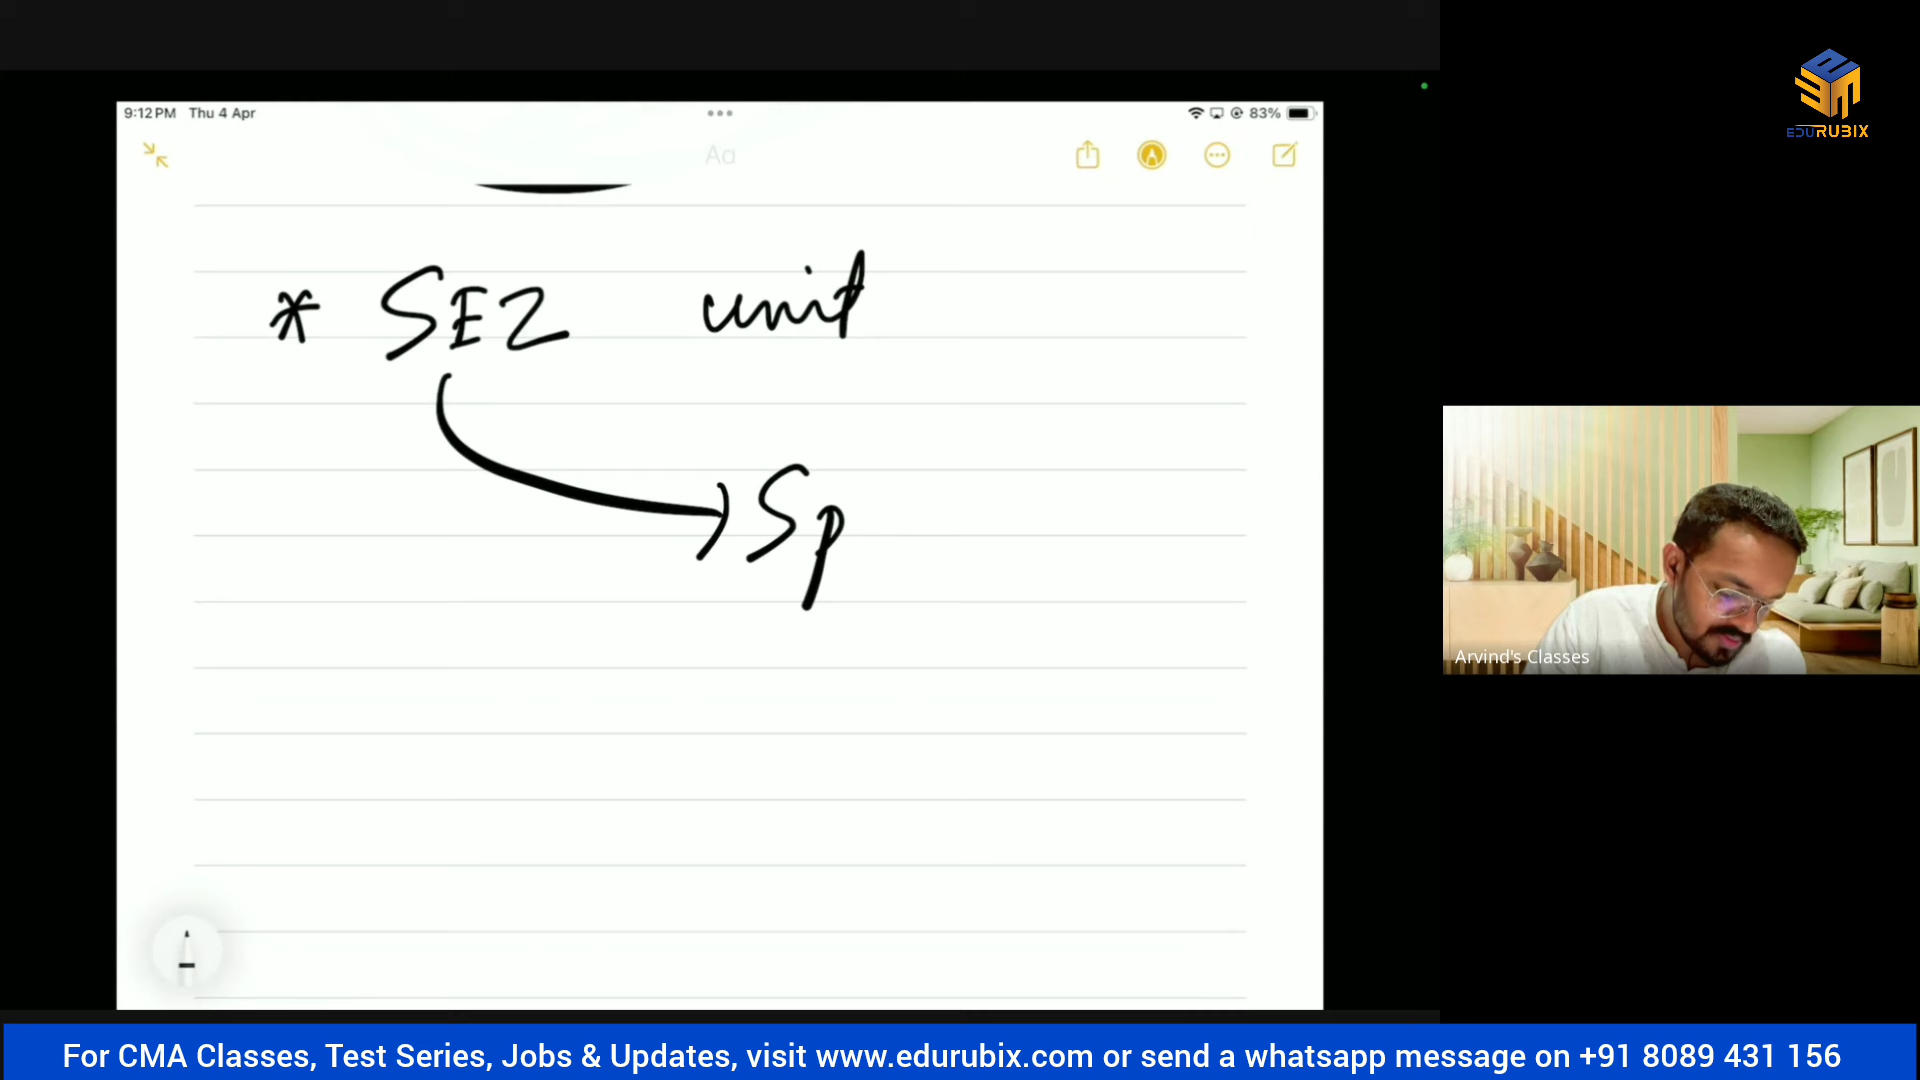 9:12 PM Thu 4 Apr 83%
Aa
EDURUBIX
* SEZ unit
Sp
Arvind's Classes
For CMA Classes, Test Series, Jobs & Updates, visit www.edurubix.com or send a whatsapp message on +91 8089 431 156